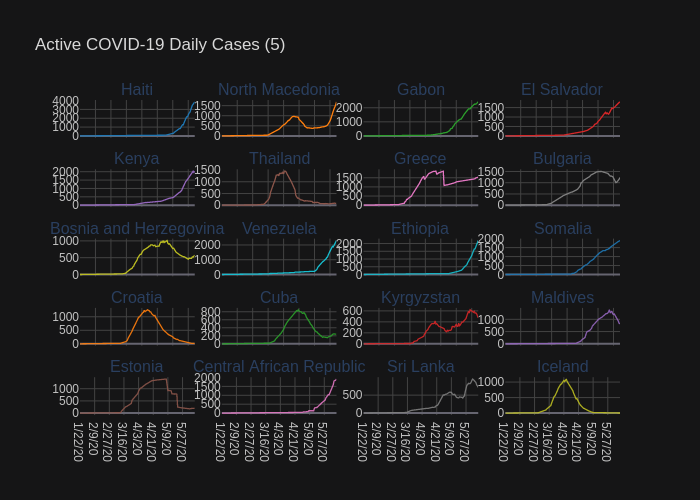 Active COVID-19 Daily Cases (5)
Haiti North Macedonia Gabon El Salvador
4000 3000 2000 1000 0
1500 1000 500 0
2000 1000 0
1500 1000 500 0
Kenya Thailand Greece Bulgaria
2000 1500 1000 500 0
1500 1000 500 0
1500 1000 500 0
1500 1000 500 0
Bosnia and Herzegovina Venezuela Ethiopia Somalia
1000 500 0
2000 1000 0
2000 1500 1000 500 0
2000 1500 1000 500 0
Croatia Cuba Kyrgyzstan Maldives
1000 500 0
800 600 400 200 0
600 400 200 0
1000 500 0
Estonia Central African Republic Sri Lanka Iceland
1000 500 0
2000 1500 1000 500 0
500 0
1000 500 0
1/22/20 2/9/20 2/27/20 3/16/20 4/3/20 4/21/20 5/9/20 5/27/20
1/22/20 2/9/20 2/27/20 3/16/20 4/3/20 4/21/20 5/9/20 5/27/20
1/22/20 2/9/20 2/27/20 3/16/20 4/3/20 4/21/20 5/9/20 5/27/20
1/22/20 2/9/20 2/27/20 3/16/20 4/3/20 4/21/20 5/9/20 5/27/20